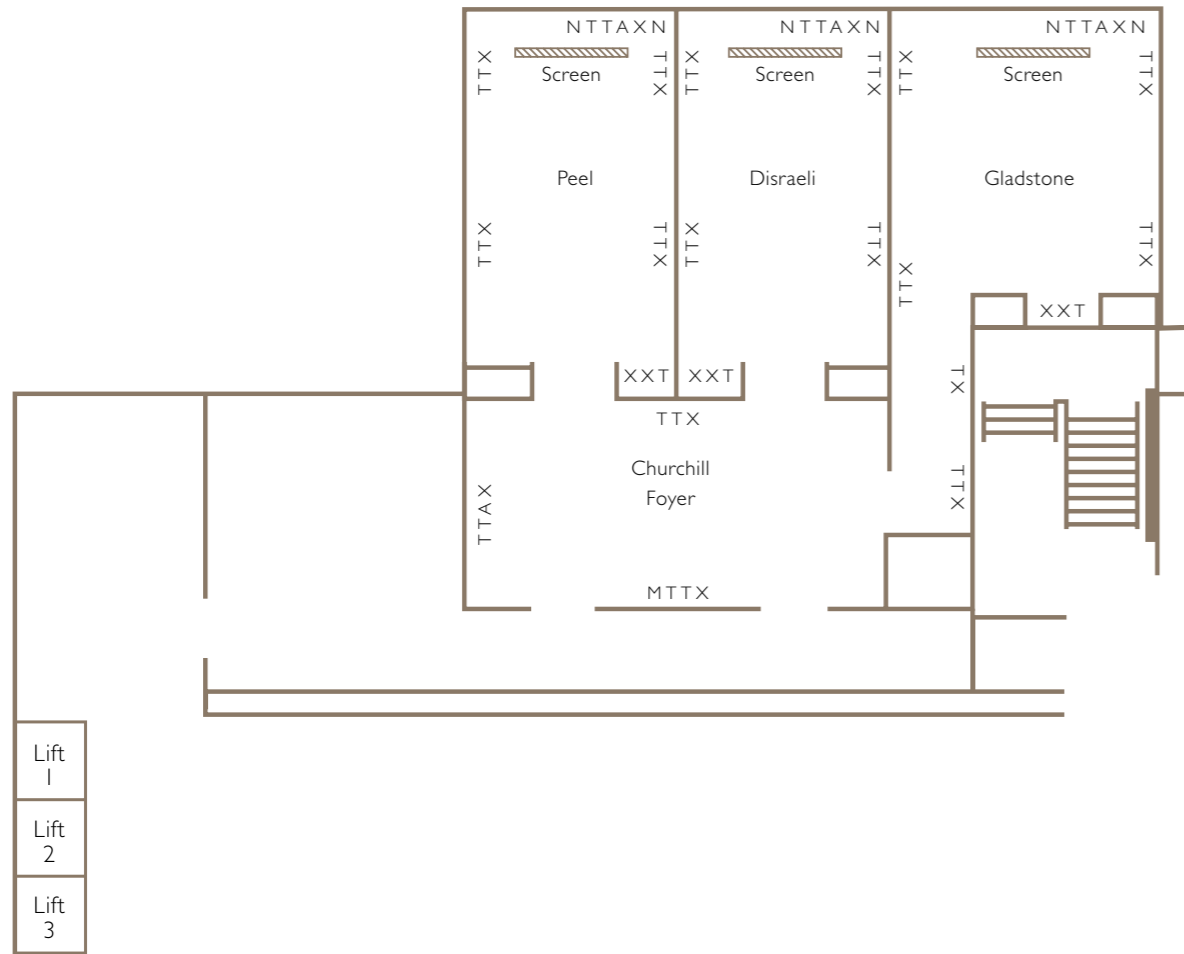 NTTAXN
NTTAXN
NTTAXN
TTX
TTX
TTX
TTX
TTX
TTX
Screen
Screen
Screen
Peel
Disraeli
Gladstone
TTX
TTX
TTX
TTX
TTX
TTX
XXT
XXT
XXT
TX
TTX
Churchill
Foyer
TTX
TTAX
MTTX
Lift
1
Lift
2
Lift
3